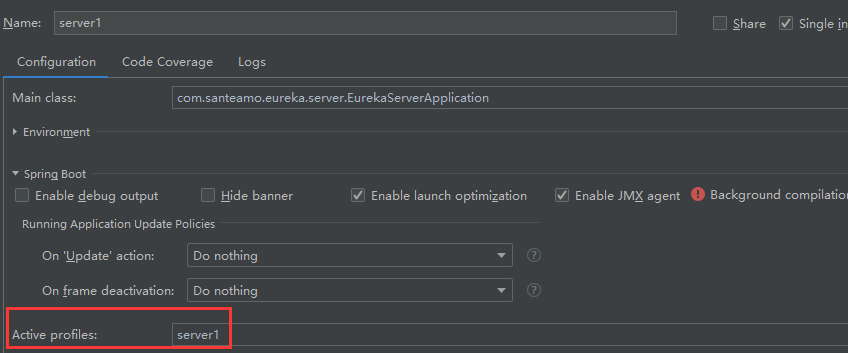 Name: server1 Share Single in
Configuration Code Coverage Logs
Main class: com.santeamo.eureka.server.EurekaServerApplication
Environment
Spring Boot
Enable debug output Hide banner Enable launch optimization Enable JMX agent Background compilatio
Running Application Update Policies
On 'Update' action: Do nothing ?
On frame deactivation: Do nothing ?
Active profiles: server1